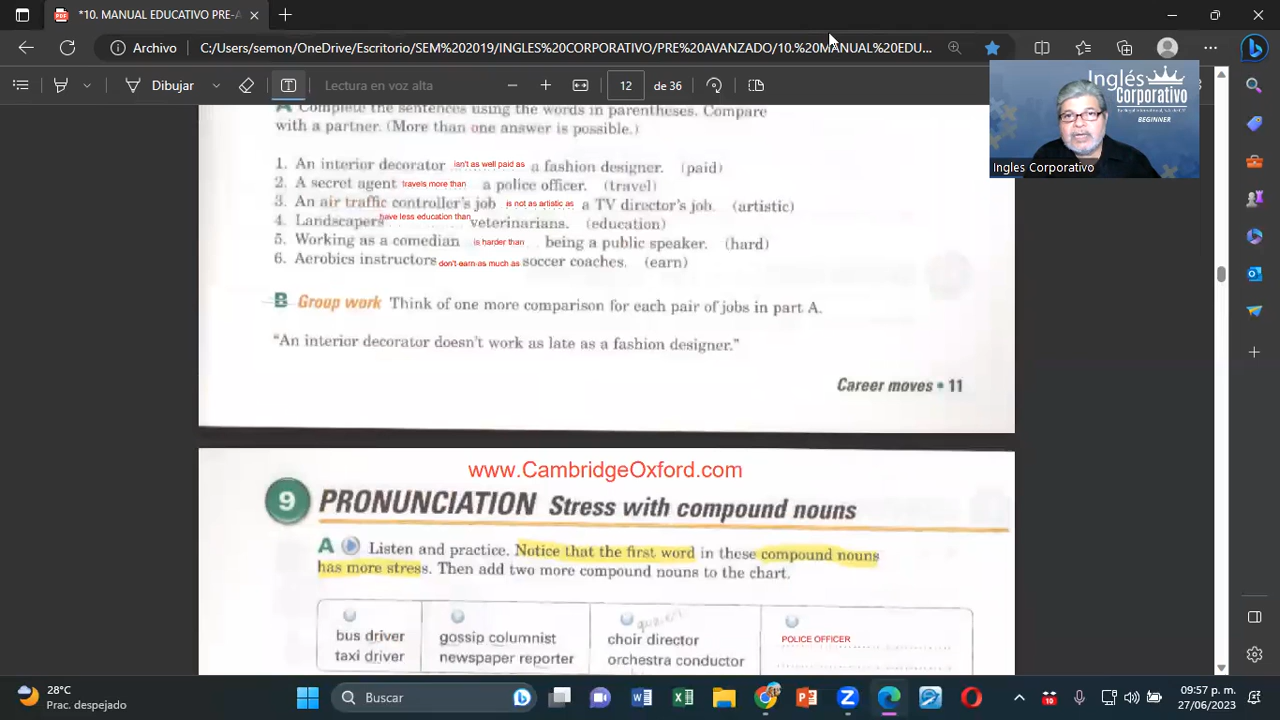 *10. MANUAL EDUCATIVO PRE-A
Archivo
C:/Users/semon/OneDrive/Escritorio/SEM%2019/INGLES%20CORPORATIVO/PRE%20AVANZADO/10.%20MANUAL%20EDU...
Dibujar
Lectura en voz alta
12
de 36
Inglés
Corporativo
BEGINNER
Ingles Corporativo
A Complete the sentences using the words in parentheses. Compare
with a partner. (More than one answer is possible.)
1. An interior decorator isn't as well paid as a fashion designer. (paid)
2. A secret agent travels more than a police officer. (travel)
3. An air traffic controller's job is not as artistic as a TV director's job. (artistic)
4. Landscapers have less education than veterinarians. (education)
5. Working as a comedian is harder than being a public speaker. (hard)
6. Aerobics instructors don't earn as much as soccer coaches. (earn)
B Group work Think of one more comparison for each pair of jobs in part A.
"An interior decorator doesn't work as late as a fashion designer."
Career moves • 11
www.CambridgeOxford.com
9 PRONUNCIATION Stress with compound nouns
A Listen and practice. Notice that the first word in these compound nouns
has more stress. Then add two more compound nouns to the chart.
bus driver
taxi driver
gossip columnist
newspaper reporter
choir director
orchestra conductor
POLICE OFFICER
28°C
Prec. despejado
Buscar
10
09:57 p. m.
27/06/2023